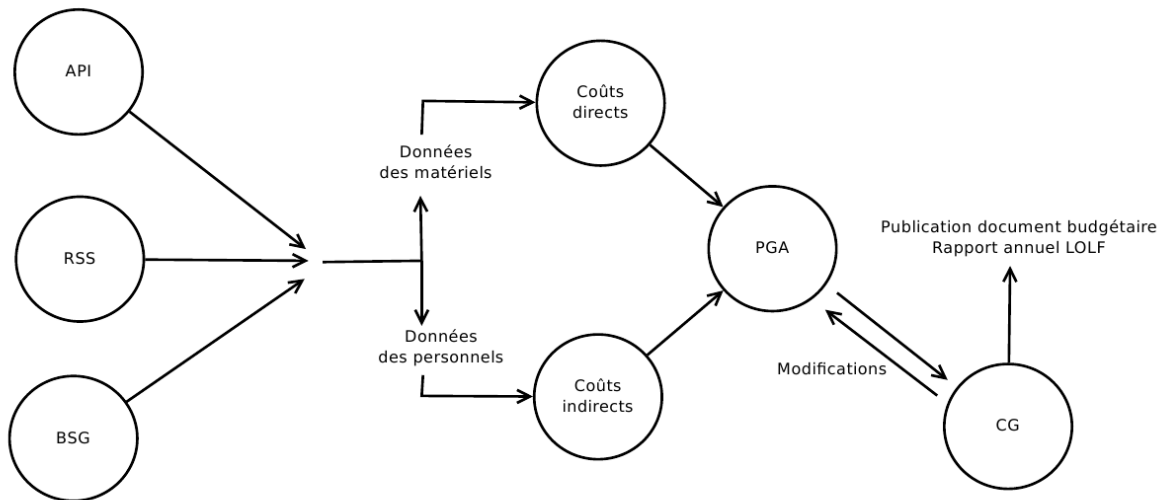 API
RSS
BSG
Données
des matériels
Données
des personnels
Coûts
directs
Coûts
indirects
PGA
Modifications
Publication document budgétaire
Rapport annuel LOLF
CG